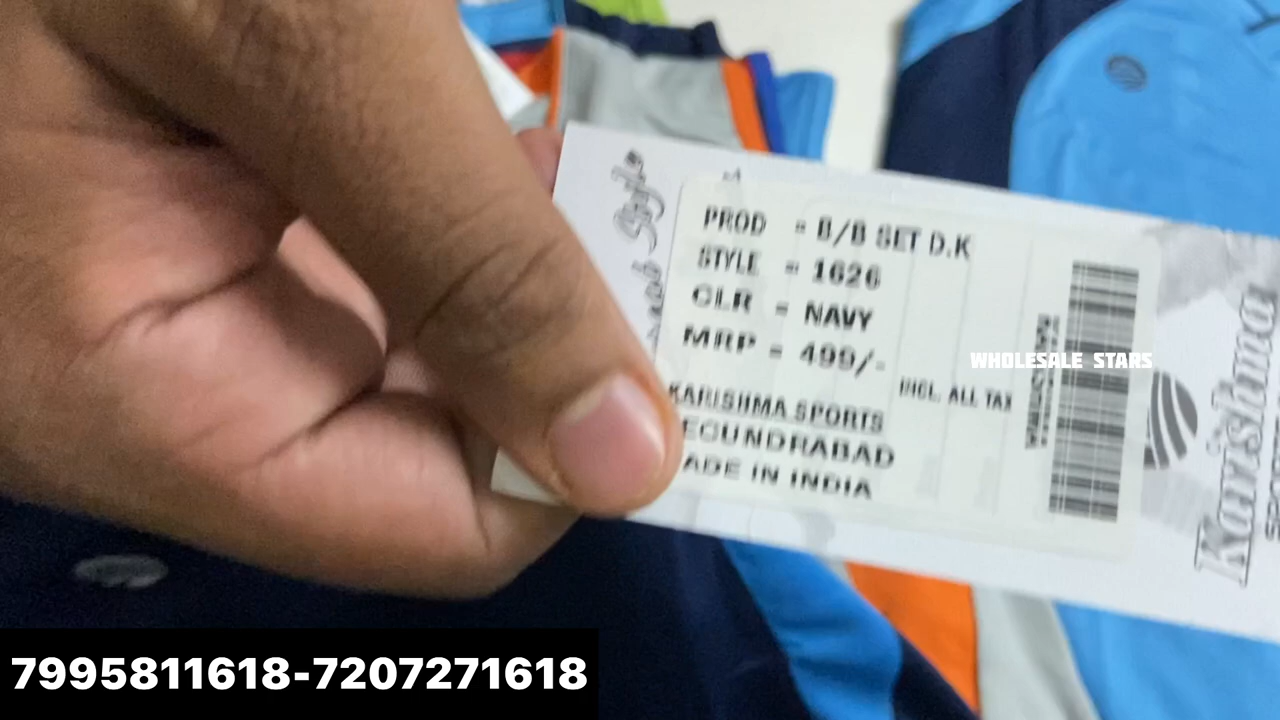 PROD = B/B SET D.K
STYLE = 1626
CLR = NAVY
MRP = 499/-
INCL. ALL TAX
KARISHMA SPORTS
ECUNDRABAD
ADE IN INDIA
Style
Karishma
WHOLESALE STARS
7995811618-7207271618